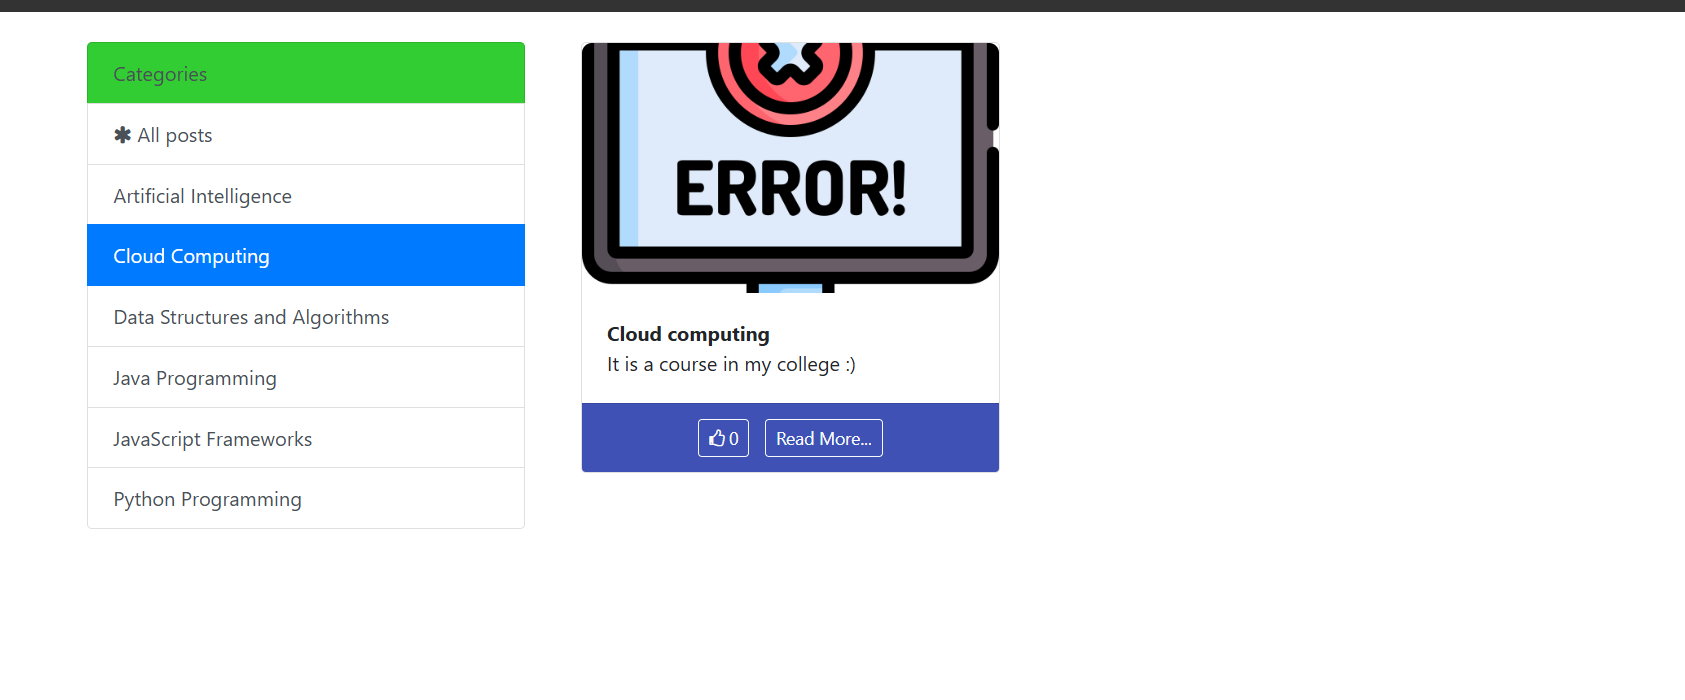 Categories
All posts
Artificial Intelligence
Cloud Computing
Data Structures and Algorithms
Java Programming
JavaScript Frameworks
Python Programming
ERROR!
Cloud computing
It is a course in my college :)
0
Read More...